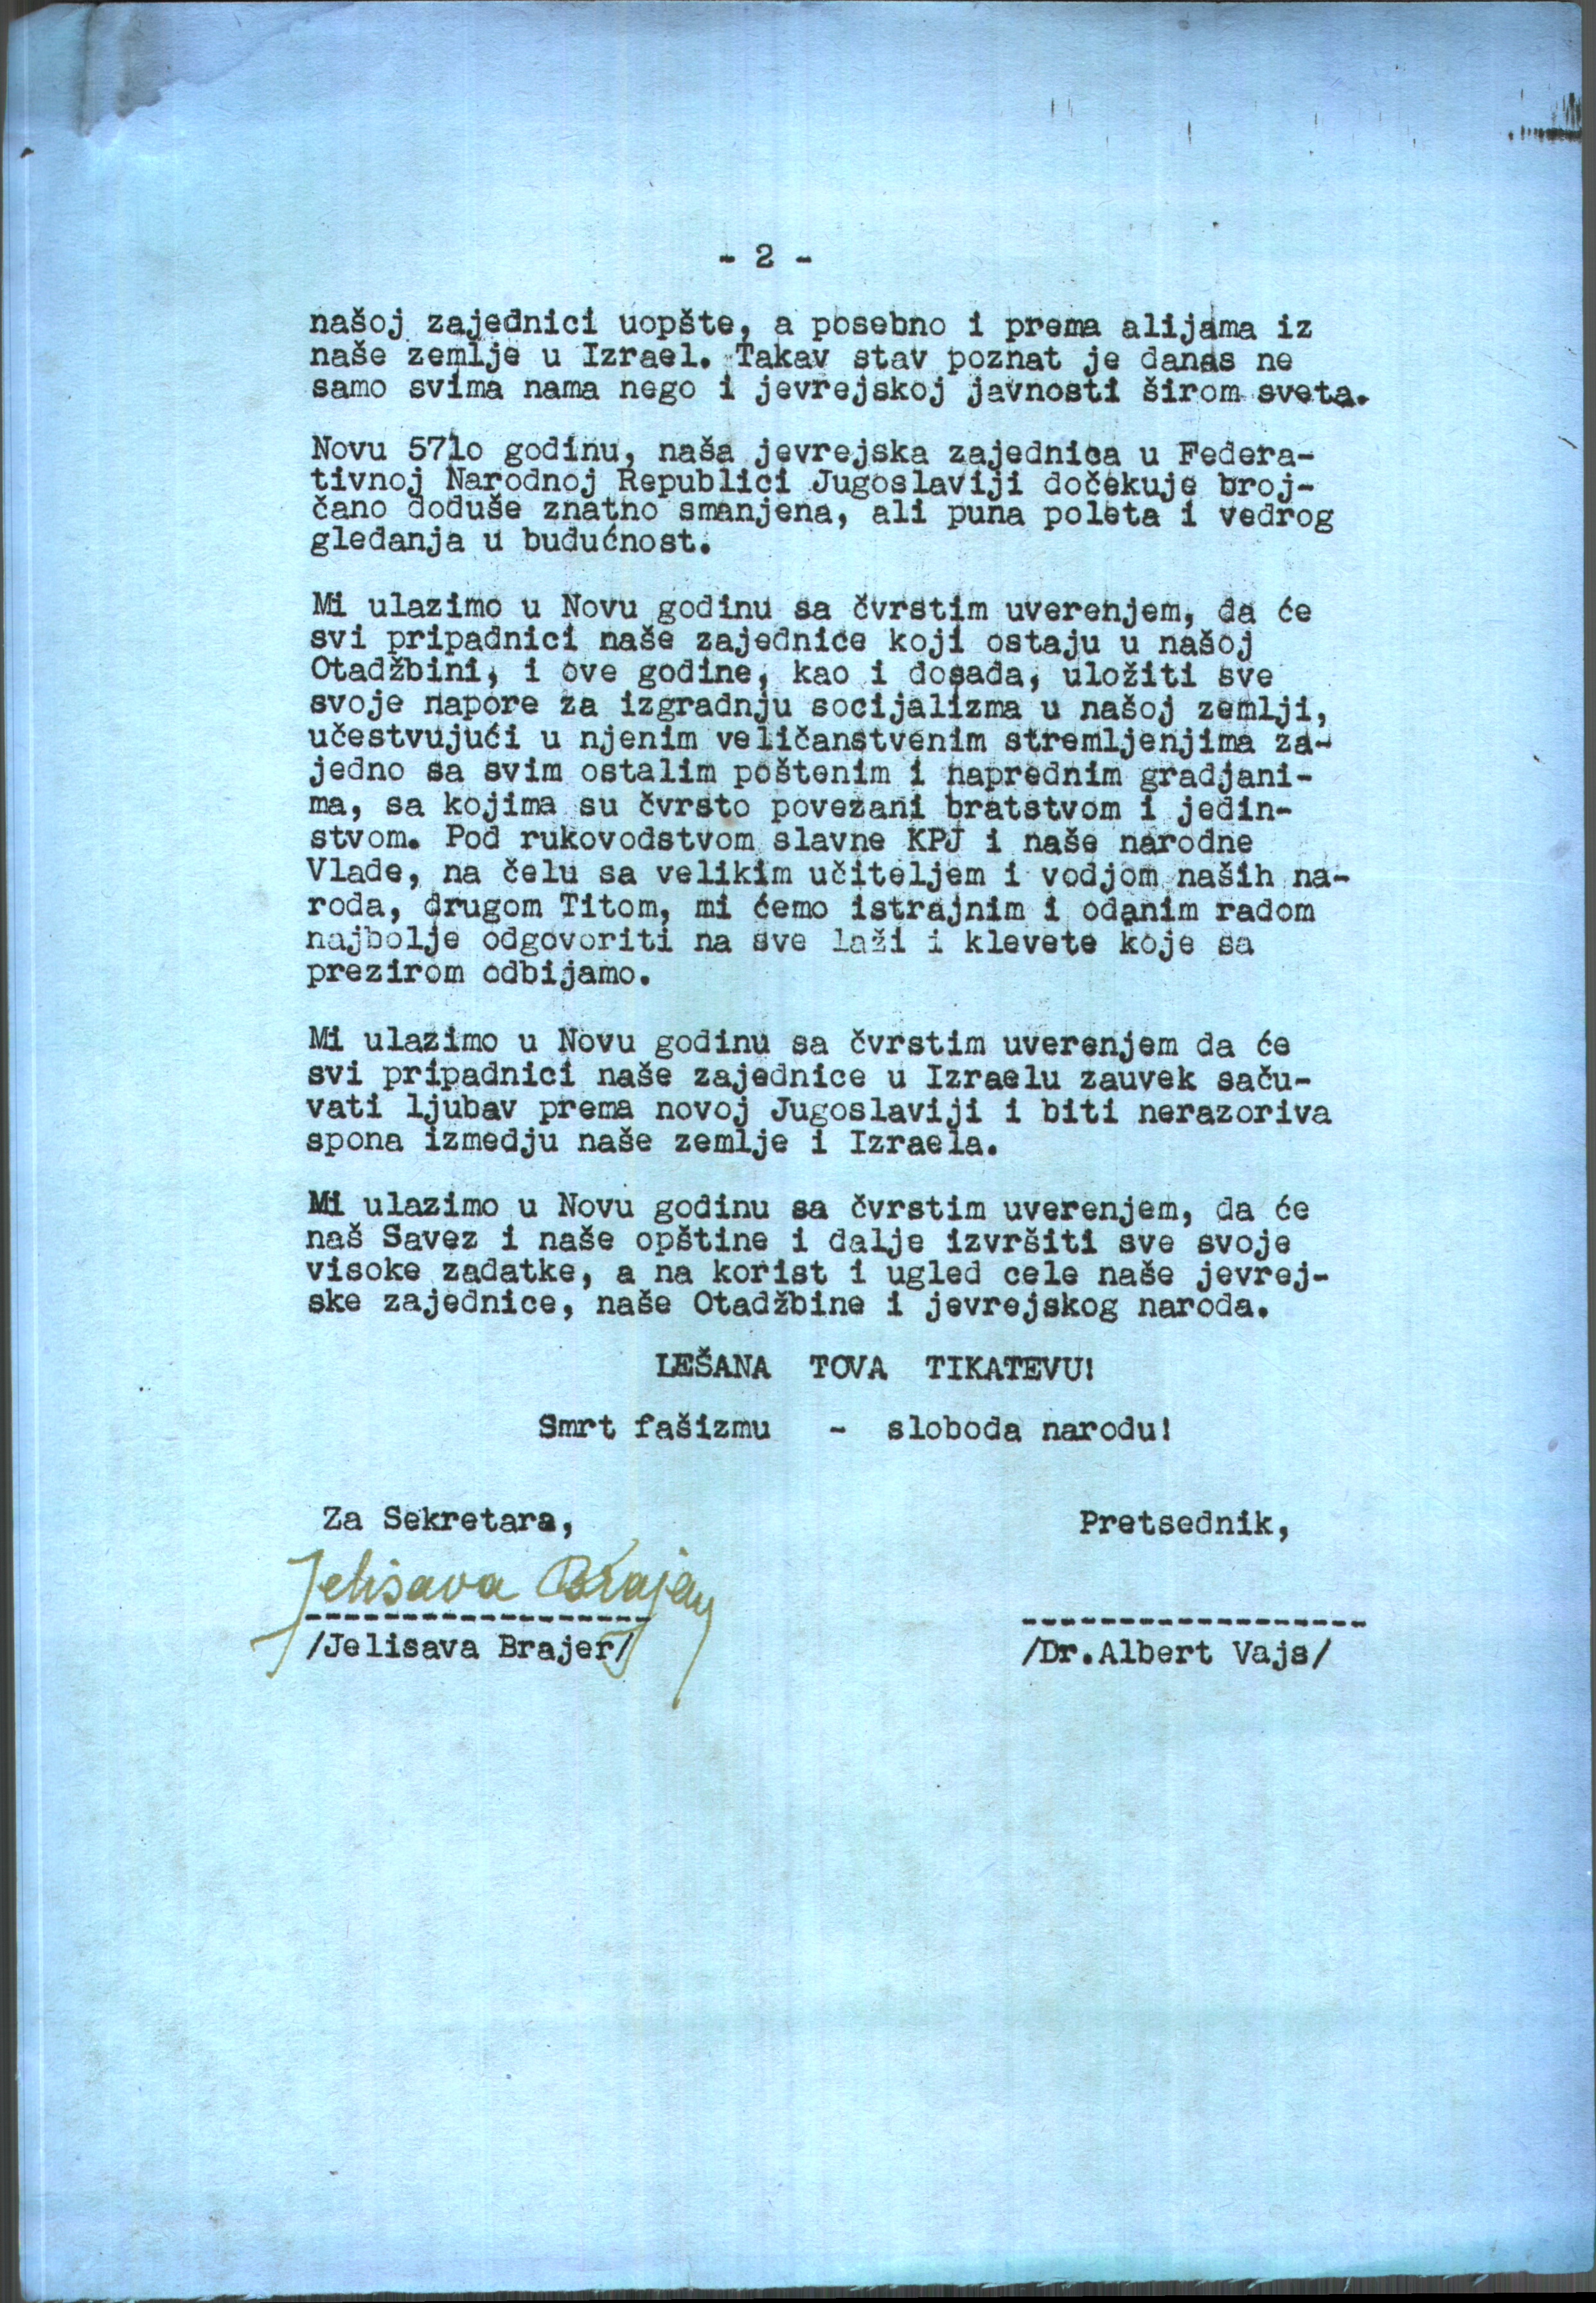 - 2 -
našoj zajednici uopšte, a posebno i prema alijama iz
naše zemlje u Izrael. Takav stav poznat je danas ne
samo svima nama nego i jevrejskoj javnosti širom sveta.
Novu 571o godinu, naša jevrejska zajednica u Federa-
tivnoj Narodnoj Republici Jugoslaviji dočekuje broj-
čano doduše znatno smanjena, ali puna poleta i vedrog
gledanja u budućnost.
Mi ulazimo u Novu godinu sa čvrstim uverenjem, da će
svi pripadnici naše zajednice koji ostaju u našoj
Otadžbini, i ove godine, kao i dosada, uložiti sve
svoje napore za izgradnju socijalizma u našoj zemlji,
učestvujući u njenim veličanstvenim stremljenjima za-
jedno sa svim ostalim poštenim i naprednim gradjani-
ma, sa kojima su čvrsto povezani bratstvom i jedin-
stvom. Pod rukovodstvom slavne KPJ i naše narodne
Vlade, na čelu sa velikim učiteljem i vodjom naših na-
roda, drugom Titom, mi ćemo istrajnim i odanim radom
najbolje odgovoriti na sve laži i klevete koje sa
prezirom odbijamo.
Mi ulazimo u Novu godinu sa čvrstim uverenjem da će
svi pripadnici naše zajednice u Izraelu zauvek saču-
vati ljubav prema novoj Jugoslaviji i biti nerazoriva
spona izmedju naše zemlje i Izraela.
Mi ulazimo u Novu godinu sa čvrstim uverenjem, da će
naš Savez i naše opštine i dalje izvršiti sve svoje
visoke zadatke, a na korist i ugled cele naše jevrej-
ske zajednice, naše Otadžbine i jevrejskog naroda.
LEŠANA TOVA TIKATEVU!
Smrt fašizmu - sloboda narodu!
Za Sekretara, Pretsednik,
Jelisava Brajer
/Jelisava Brajer/ /Dr.Albert Vajs/